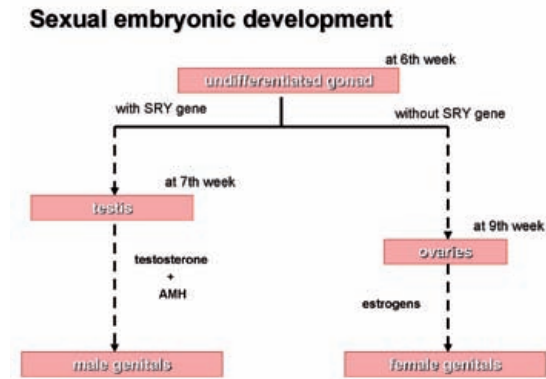 Sexual embryonic development
at 6th week
undifferentiated gonad
with SRY gene
without SRY gene
at 7th week
testis
at 9th week
ovaries
testosterone
+
AMH
estrogens
male genitals
female genitals